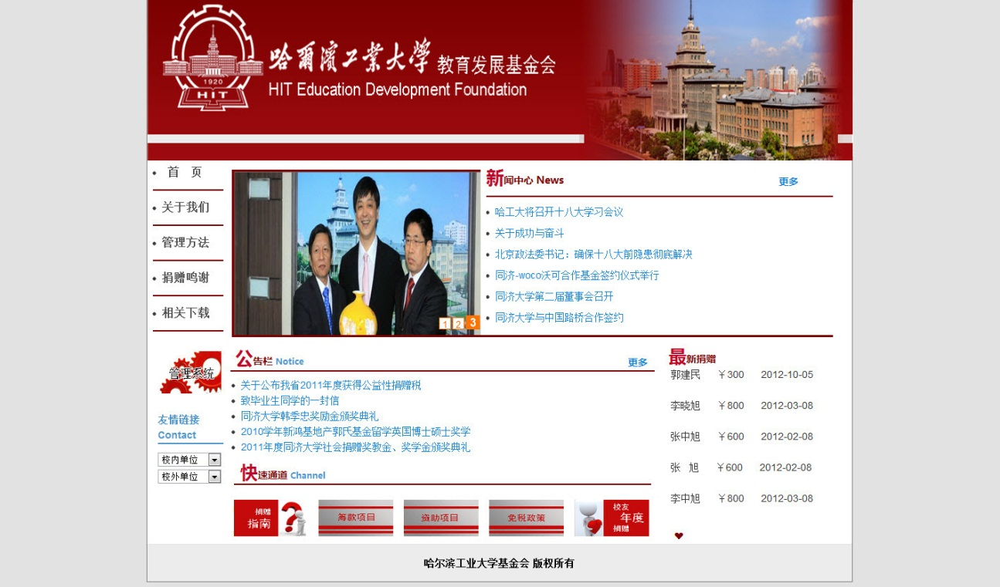 1920
HIT
哈爾濱工業大學 教育发展基金会
HIT Education Development Foundation
首 页
关于我们
管理方法
捐赠鸣谢
相关下载
管理系统
友情链接
Contact
校内单位
校外单位
1 2 3
新闻中心 News 更多
哈工大将召开十八大学习会议
关于成功与奋斗
北京政法委书记：确保十八大前隐患彻底解决
同济-woco沃可合作基金签约仪式举行
同济大学第二届董事会召开
同济大学与中国路桥合作签约
公告栏 Notice 更多
关于公布我省2011年度获得公益性捐赠税
致毕业生同学的一封信
同济大学韩季忠奖励金颁奖典礼
2010学年新鸿基地产郭氏基金留学英国博士硕士奖学
2011年度同济大学社会捐赠奖教金、奖学金颁奖典礼
快速通道 Channel
捐赠
指南
筹款项目
资助项目
免税政策
校友
年度
捐赠
最新捐赠
郭建民 ￥300 2012-10-05
李晓旭 ￥800 2012-03-08
张中旭 ￥600 2012-02-08
张 旭 ￥600 2012-02-08
李中旭 ￥800 2012-03-08
哈尔滨工业大学基金会 版权所有